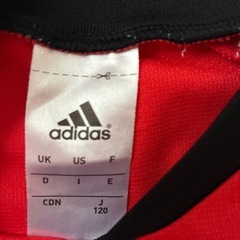 adidas
UK US F
D I E
CDN J
120